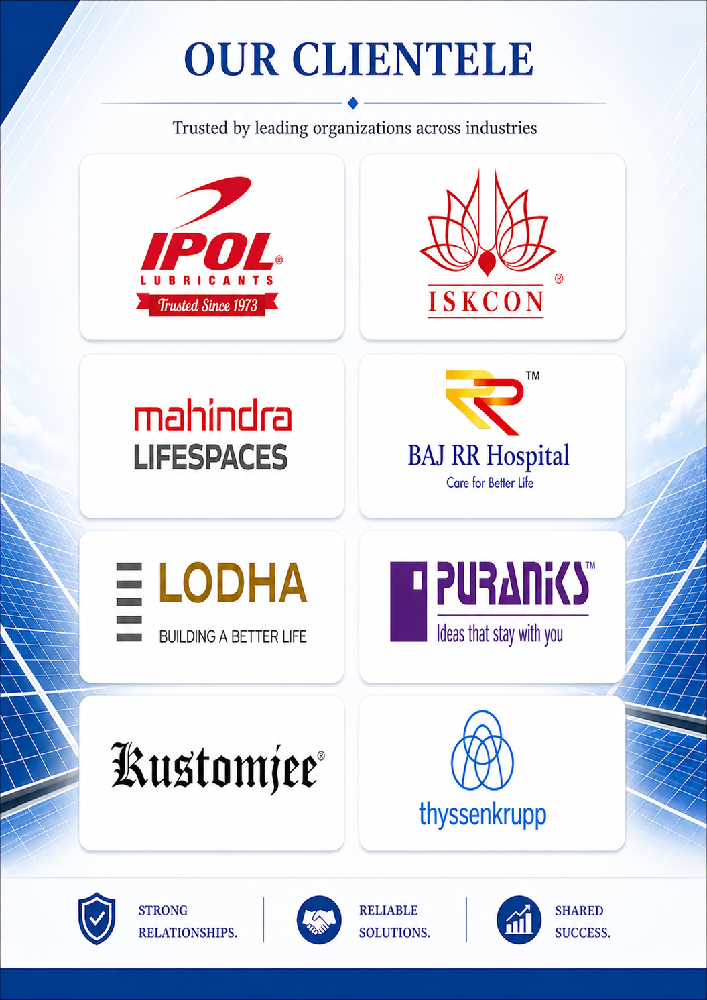 OUR CLIENTELE
Trusted by leading organizations across industries
IPOL®
LUBRICANTS
Trusted Since 1973
®
ISKCON
mahindra
LIFESPACES
RR™
BAJ RR Hospital
Care for Better Life
LODHA
BUILDING A BETTER LIFE
PURANiKS™
Ideas that stay with you
Rustomjee®
thyssenkrupp
STRONG
RELATIONSHIPS.
RELIABLE
SOLUTIONS.
SHARED
SUCCESS.